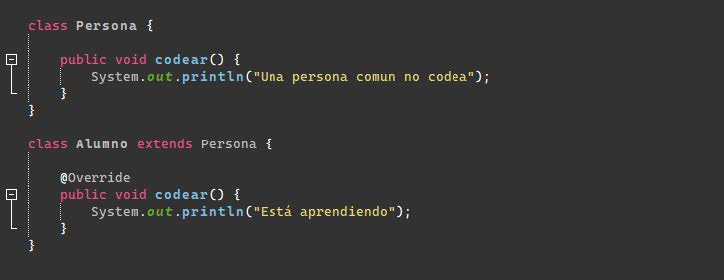 class Persona {
public void codear() {
System.out.println("Una persona comun no codea");
}
}
class Alumno extends Persona {
@Override
public void codear() {
System.out.println("Está aprendiendo");
}
}